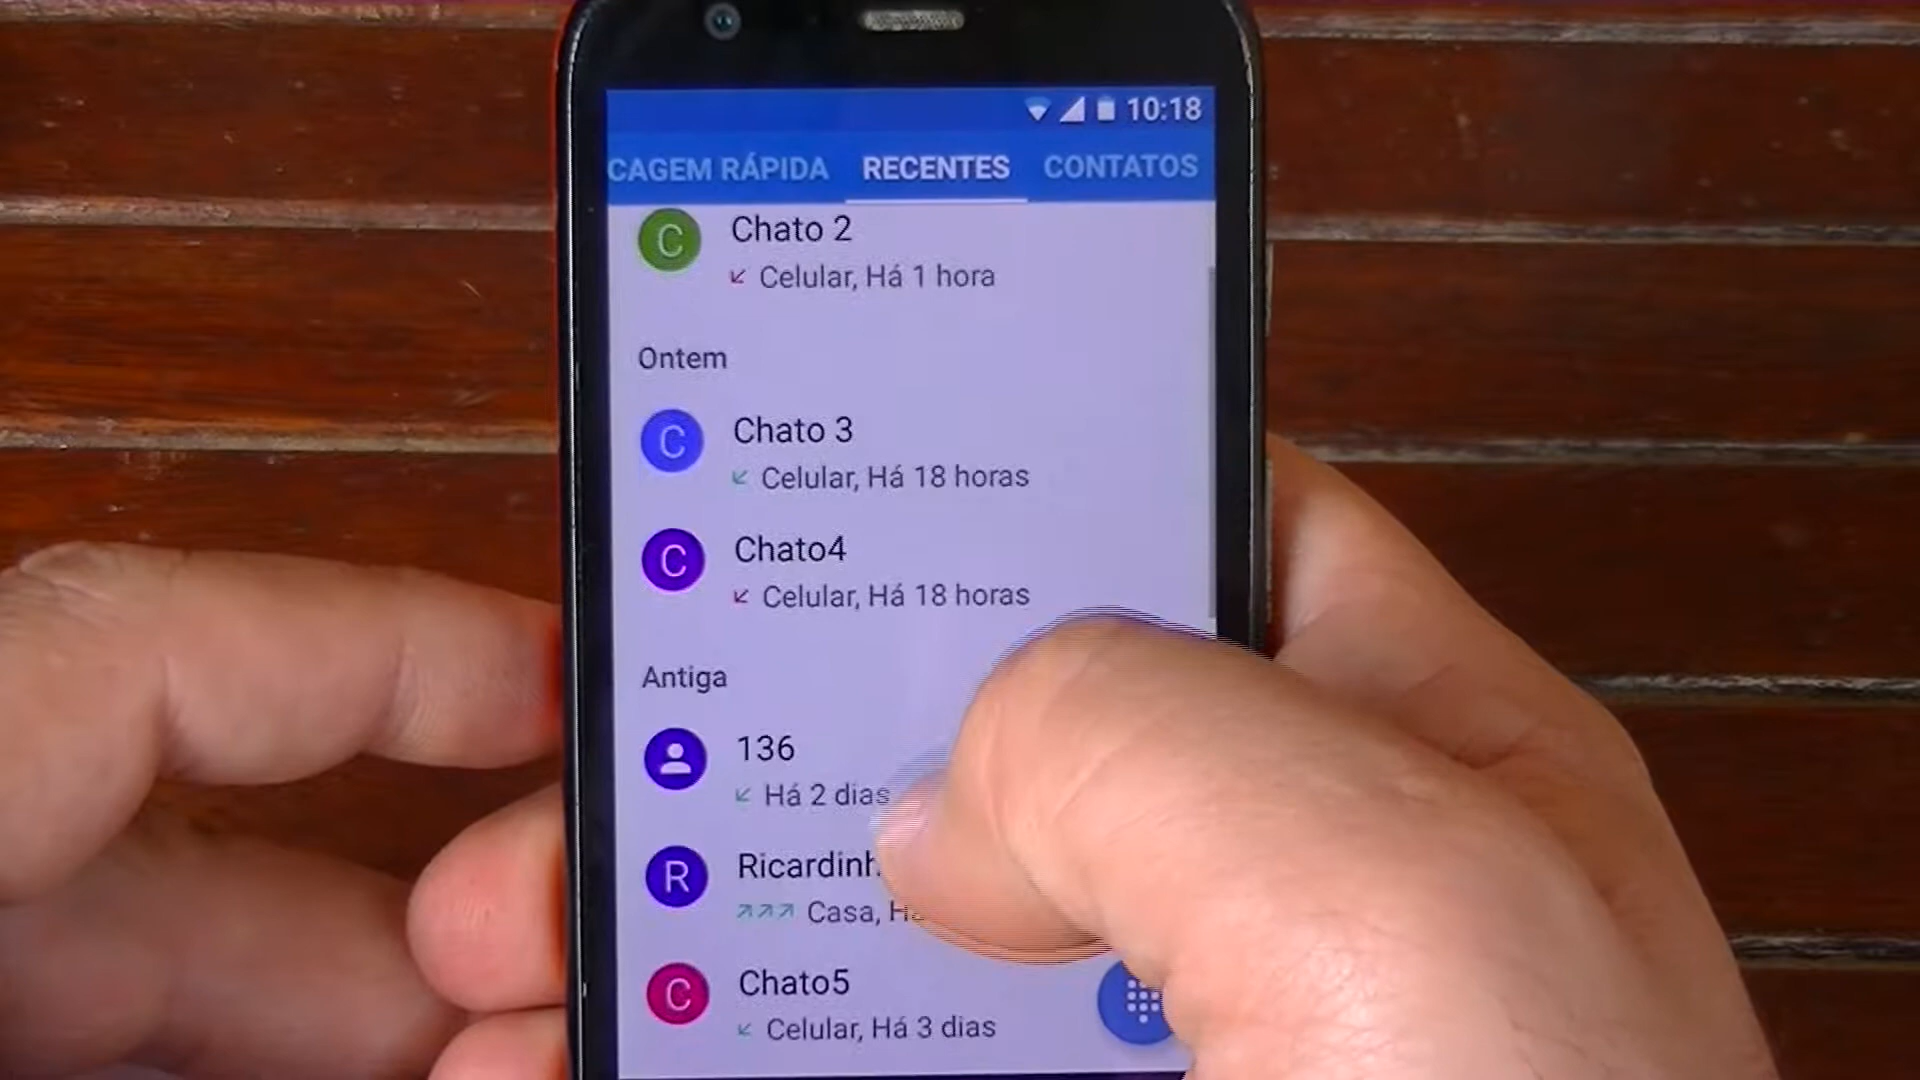 10:18
CAGEM RÁPIDA RECENTES CONTATOS
C Chato 2
Celular, Há 1 hora
Ontem
C Chato 3
Celular, Há 18 horas
C Chato4
Celular, Há 18 horas
Antiga
136
Há 2 dias
R
Casa,
C Chato5
Celular, Há 3 dias